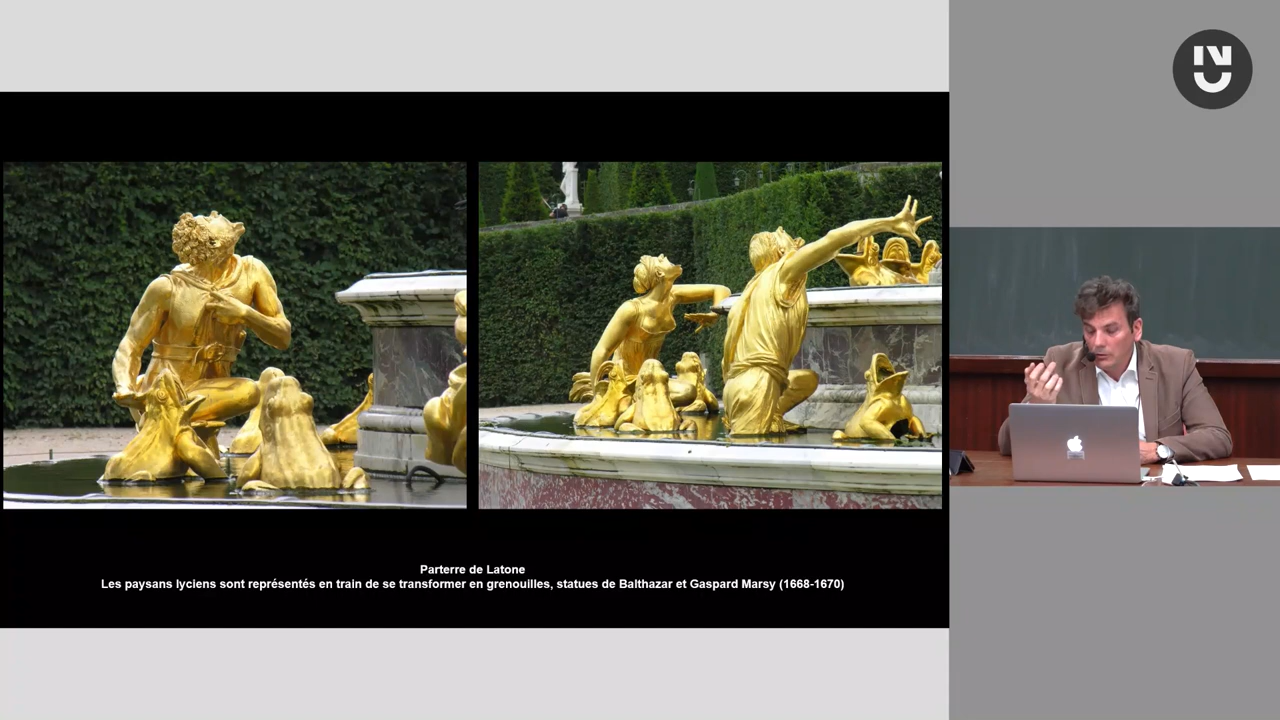 Parterre de Latone
Les paysans lyciens sont représentés en train de se transformer en grenouilles, statues de Balthazar et Gaspard Marsy (1668-1670)